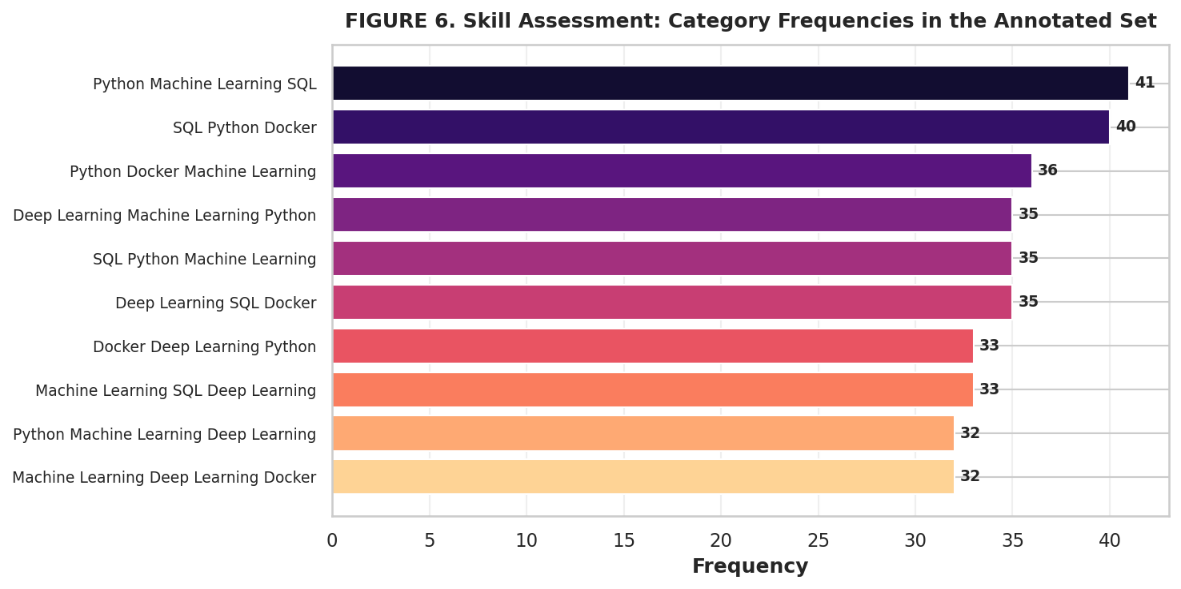 FIGURE 6. Skill Assessment: Category Frequencies in the Annotated Set
Python Machine Learning SQL 41
SQL Python Docker 40
Python Docker Machine Learning 36
Deep Learning Machine Learning Python 35
SQL Python Machine Learning 35
Deep Learning SQL Docker 35
Docker Deep Learning Python 33
Machine Learning SQL Deep Learning 33
Python Machine Learning Deep Learning 32
Machine Learning Deep Learning Docker 32
0 5 10 15 20 25 30 35 40
Frequency